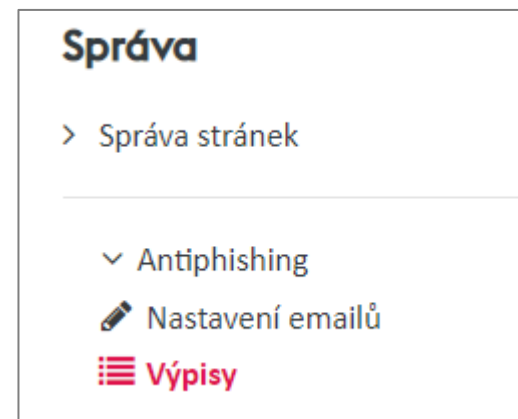 Správa
Správa stránek
Antiphishing
Nastavení emailů
Výpisy